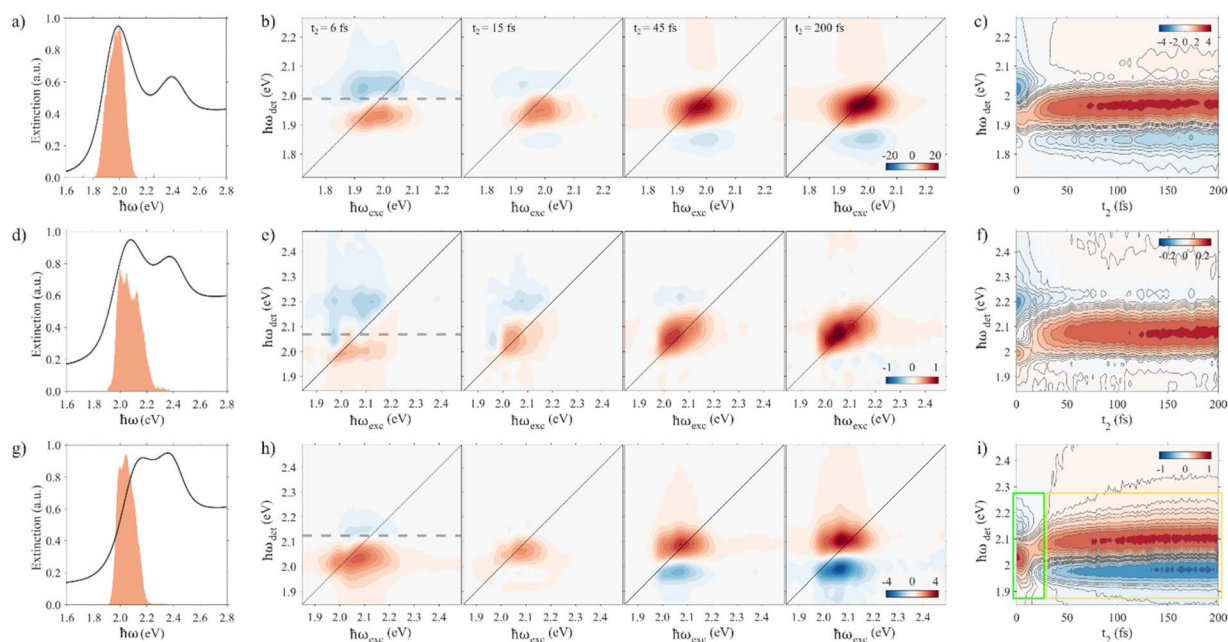 a)
1.0
0.8
0.6
0.4
0.2
0.0
Extinction (a.u.)
1.6 1.8 2.0 2.2 2.4 2.6 2.8
ħω (eV)
b)
t₂ = 6 fs
t₂ = 15 fs
t₂ = 45 fs
t₂ = 200 fs
2.2
2.1
2.0
1.9
1.8
ħω_det (eV)
1.8 1.9 2.0 2.1 2.2
1.8 1.9 2.0 2.1 2.2
1.8 1.9 2.0 2.1 2.2
1.8 1.9 2.0 2.1 2.2
ħω_exc (eV)
ħω_exc (eV)
ħω_exc (eV)
ħω_exc (eV)
-20 0 20
c)
-4 -2 0 2 4
2.2
2.1
2.0
1.9
1.8
ħω_det (eV)
0 50 100 150 200
t₂ (fs)
d)
1.0
0.8
0.6
0.4
0.2
0.0
Extinction (a.u.)
1.6 1.8 2.0 2.2 2.4 2.6 2.8
ħω (eV)
e)
2.4
2.3
2.2
2.1
2.0
1.9
ħω_det (eV)
1.9 2.0 2.1 2.2 2.3 2.4
1.9 2.0 2.1 2.2 2.3 2.4
1.9 2.0 2.1 2.2 2.3 2.4
1.9 2.0 2.1 2.2 2.3 2.4
ħω_exc (eV)
ħω_exc (eV)
ħω_exc (eV)
ħω_exc (eV)
-1 0 1
f)
-0.2 0 0.2
2.4
2.3
2.2
2.1
2.0
1.9
ħω_det (eV)
0 50 100 150 200
t₂ (fs)
g)
1.0
0.8
0.6
0.4
0.2
0.0
Extinction (a.u.)
1.6 1.8 2.0 2.2 2.4 2.6 2.8
ħω (eV)
h)
2.4
2.3
2.2
2.1
2.0
1.9
ħω_det (eV)
1.9 2.0 2.1 2.2 2.3 2.4
1.9 2.0 2.1 2.2 2.3 2.4
1.9 2.0 2.1 2.2 2.3 2.4
1.9 2.0 2.1 2.2 2.3 2.4
ħω_exc (eV)
ħω_exc (eV)
ħω_exc (eV)
ħω_exc (eV)
-4 0 4
i)
-1 0 1
2.4
2.3
2.2
2.1
2
1.9
ħω_det (eV)
0 50 100 150 200
t₂ (fs)